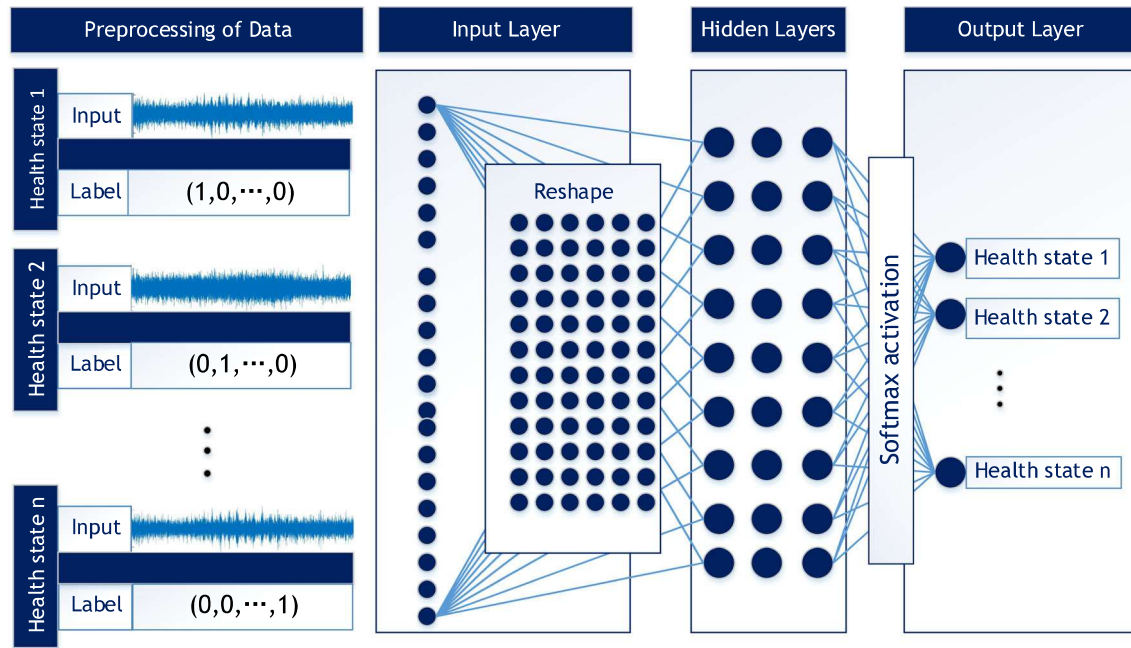 Preprocessing of Data
Input Layer
Hidden Layers
Output Layer
Health state 1
Input
Label
(1,0,⋯,0)
Health state 2
Input
Label
(0,1,⋯,0)
Health state n
Input
Label
(0,0,⋯,1)
Reshape
Softmax activation
Health state 1
Health state 2
Health state n